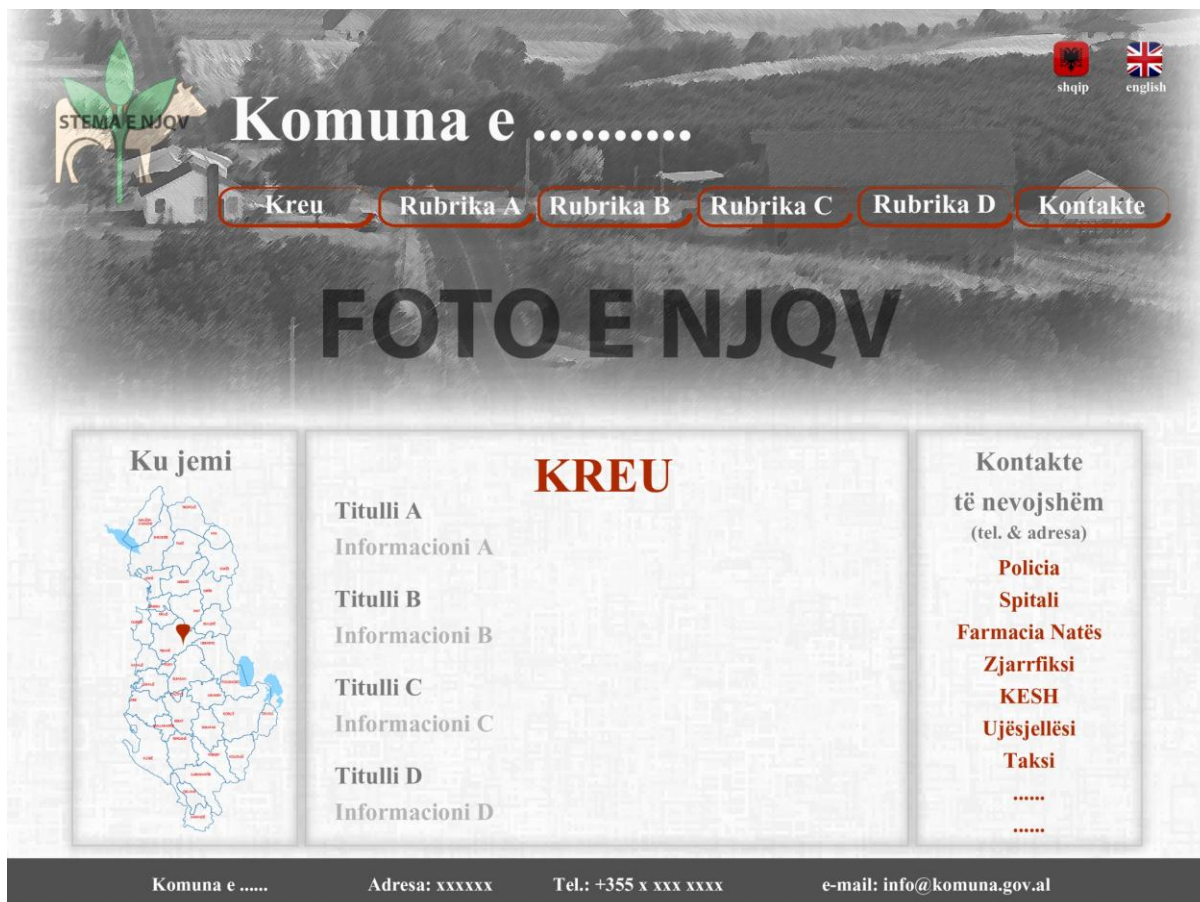 shqip
english
STEMA E NJQV
Komuna e ..........
Kreu
Rubrika A
Rubrika B
Rubrika C
Rubrika D
Kontakte
FOTO E NJQV
Ku jemi
KREU
Titulli A
Informacioni A
Titulli B
Informacioni B
Titulli C
Informacioni C
Titulli D
Informacioni D
Kontakte
të nevojshëm
(tel. & adresa)
Policia
Spitali
Farmacia Natës
Zjarrfiksi
KESH
Ujësjellësi
Taksi
......
......
Komuna e ......
Adresa: xxxxxx
Tel.: +355 x xxx xxxx
e-mail: info@komuna.gov.al